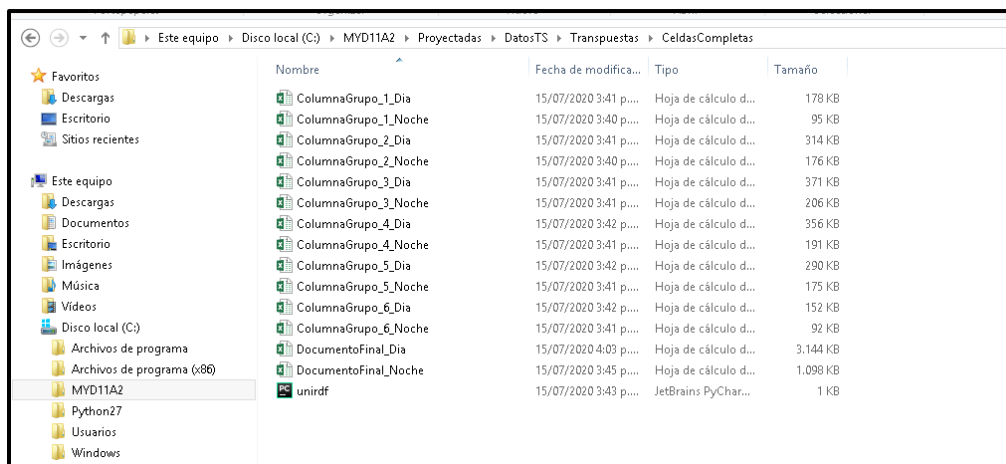 Este equipo ▸ Disco local (C:) ▸ MYD11A2 ▸ Proyectadas ▸ DatosTS ▸ Transpuestas ▸ CeldasCompletas
Favoritos
Descargas
Escritorio
Sitios recientes
Este equipo
Descargas
Documentos
Escritorio
Imágenes
Música
Vídeos
Disco local (C:)
Archivos de programa
Archivos de programa (x86)
MYD11A2
Python27
Usuarios
Windows
Nombre Fecha de modifica... Tipo Tamaño
ColumnaGrupo_1_Dia 15/07/2020 3:41 p.... Hoja de cálculo d... 178 KB
ColumnaGrupo_1_Noche 15/07/2020 3:40 p.... Hoja de cálculo d... 95 KB
ColumnaGrupo_2_Dia 15/07/2020 3:41 p.... Hoja de cálculo d... 314 KB
ColumnaGrupo_2_Noche 15/07/2020 3:40 p.... Hoja de cálculo d... 176 KB
ColumnaGrupo_3_Dia 15/07/2020 3:41 p.... Hoja de cálculo d... 371 KB
ColumnaGrupo_3_Noche 15/07/2020 3:41 p.... Hoja de cálculo d... 206 KB
ColumnaGrupo_4_Dia 15/07/2020 3:42 p.... Hoja de cálculo d... 356 KB
ColumnaGrupo_4_Noche 15/07/2020 3:41 p.... Hoja de cálculo d... 191 KB
ColumnaGrupo_5_Dia 15/07/2020 3:42 p.... Hoja de cálculo d... 290 KB
ColumnaGrupo_5_Noche 15/07/2020 3:41 p.... Hoja de cálculo d... 175 KB
ColumnaGrupo_6_Dia 15/07/2020 3:42 p.... Hoja de cálculo d... 152 KB
ColumnaGrupo_6_Noche 15/07/2020 3:41 p.... Hoja de cálculo d... 92 KB
DocumentoFinal_Dia 15/07/2020 4:03 p.... Hoja de cálculo d... 3.144 KB
DocumentoFinal_Noche 15/07/2020 3:45 p.... Hoja de cálculo d... 1.098 KB
unirdf 15/07/2020 3:43 p.... JetBrains PyChar... 1 KB